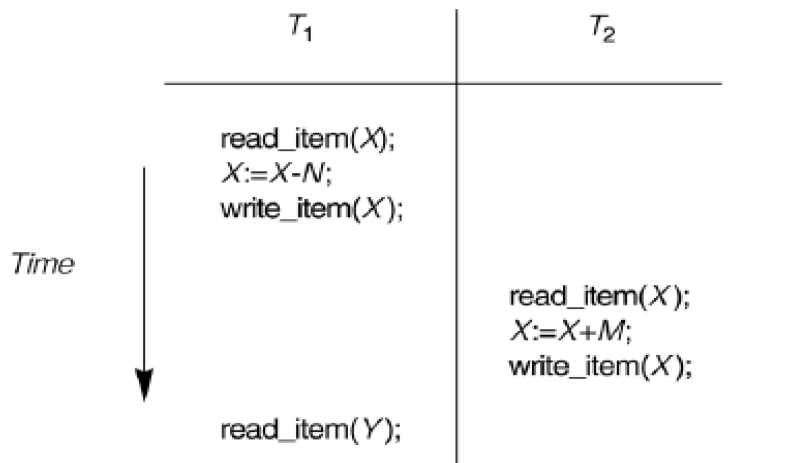 T1
T2
read_item(X);
X:=X-N;
write_item(X);
Time
read_item(X);
X:=X+M;
write_item(X);
read_item(Y);